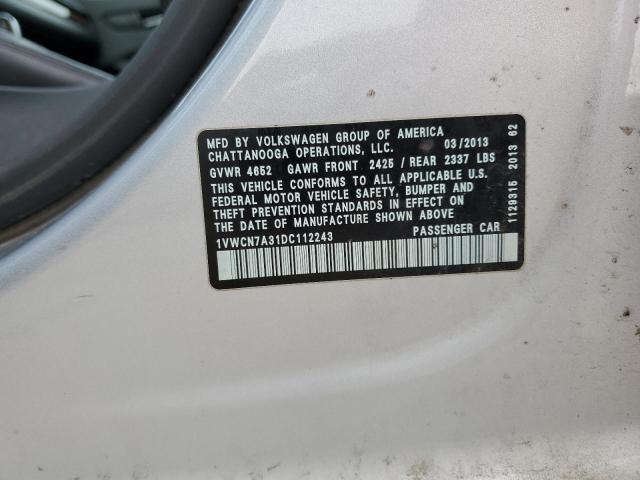 MFD BY VOLKSWAGEN GROUP OF AMERICA
CHATTANOOGA OPERATIONS, LLC. 03/2013
GVWR 4652 GAWR FRONT 2425 / REAR 2337 LBS
THIS VEHICLE CONFORMS TO ALL APPLICABLE U.S.
FEDERAL MOTOR VEHICLE SAFETY, BUMPER AND
THEFT PREVENTION STANDARDS IN EFFECT ON
THE DATE OF MANUFACTURE SHOWN ABOVE
1VWCN7A31DC112243 PASSENGER CAR
1129315 2013 62